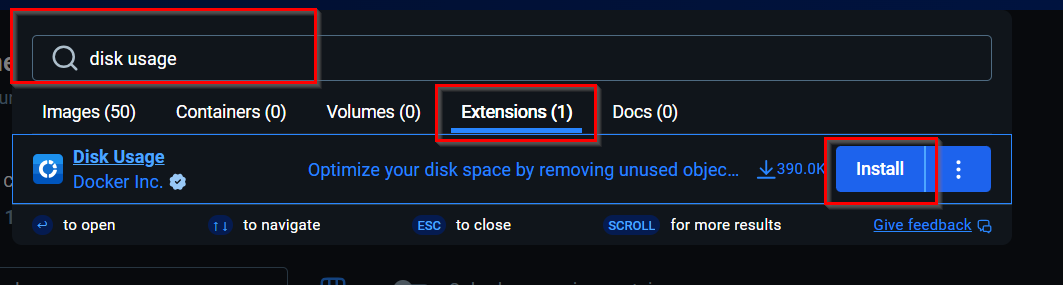 disk usage
Images (50) Containers (0) Volumes (0) Extensions (1) Docs (0)
Disk Usage
Docker Inc.
Optimize your disk space by removing unused objec...
390.0K
Install
to open to navigate ESC to close SCROLL for more results Give feedback